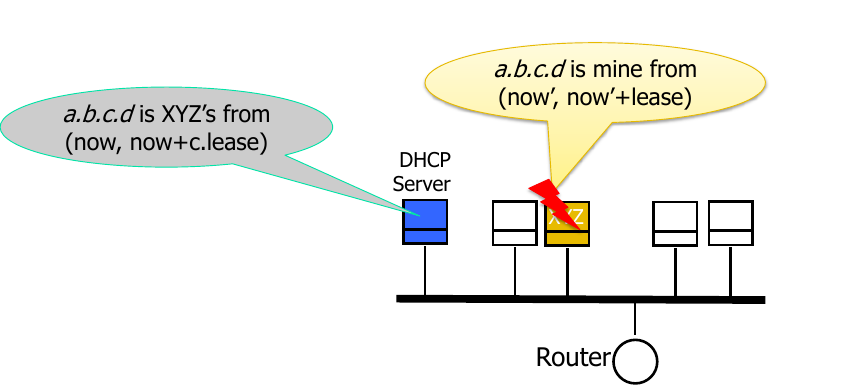 a.b.c.d is mine from
(now’, now’+lease)
a.b.c.d is XYZ’s from
(now, now+c.lease)
DHCP
Server
XYZ
Router